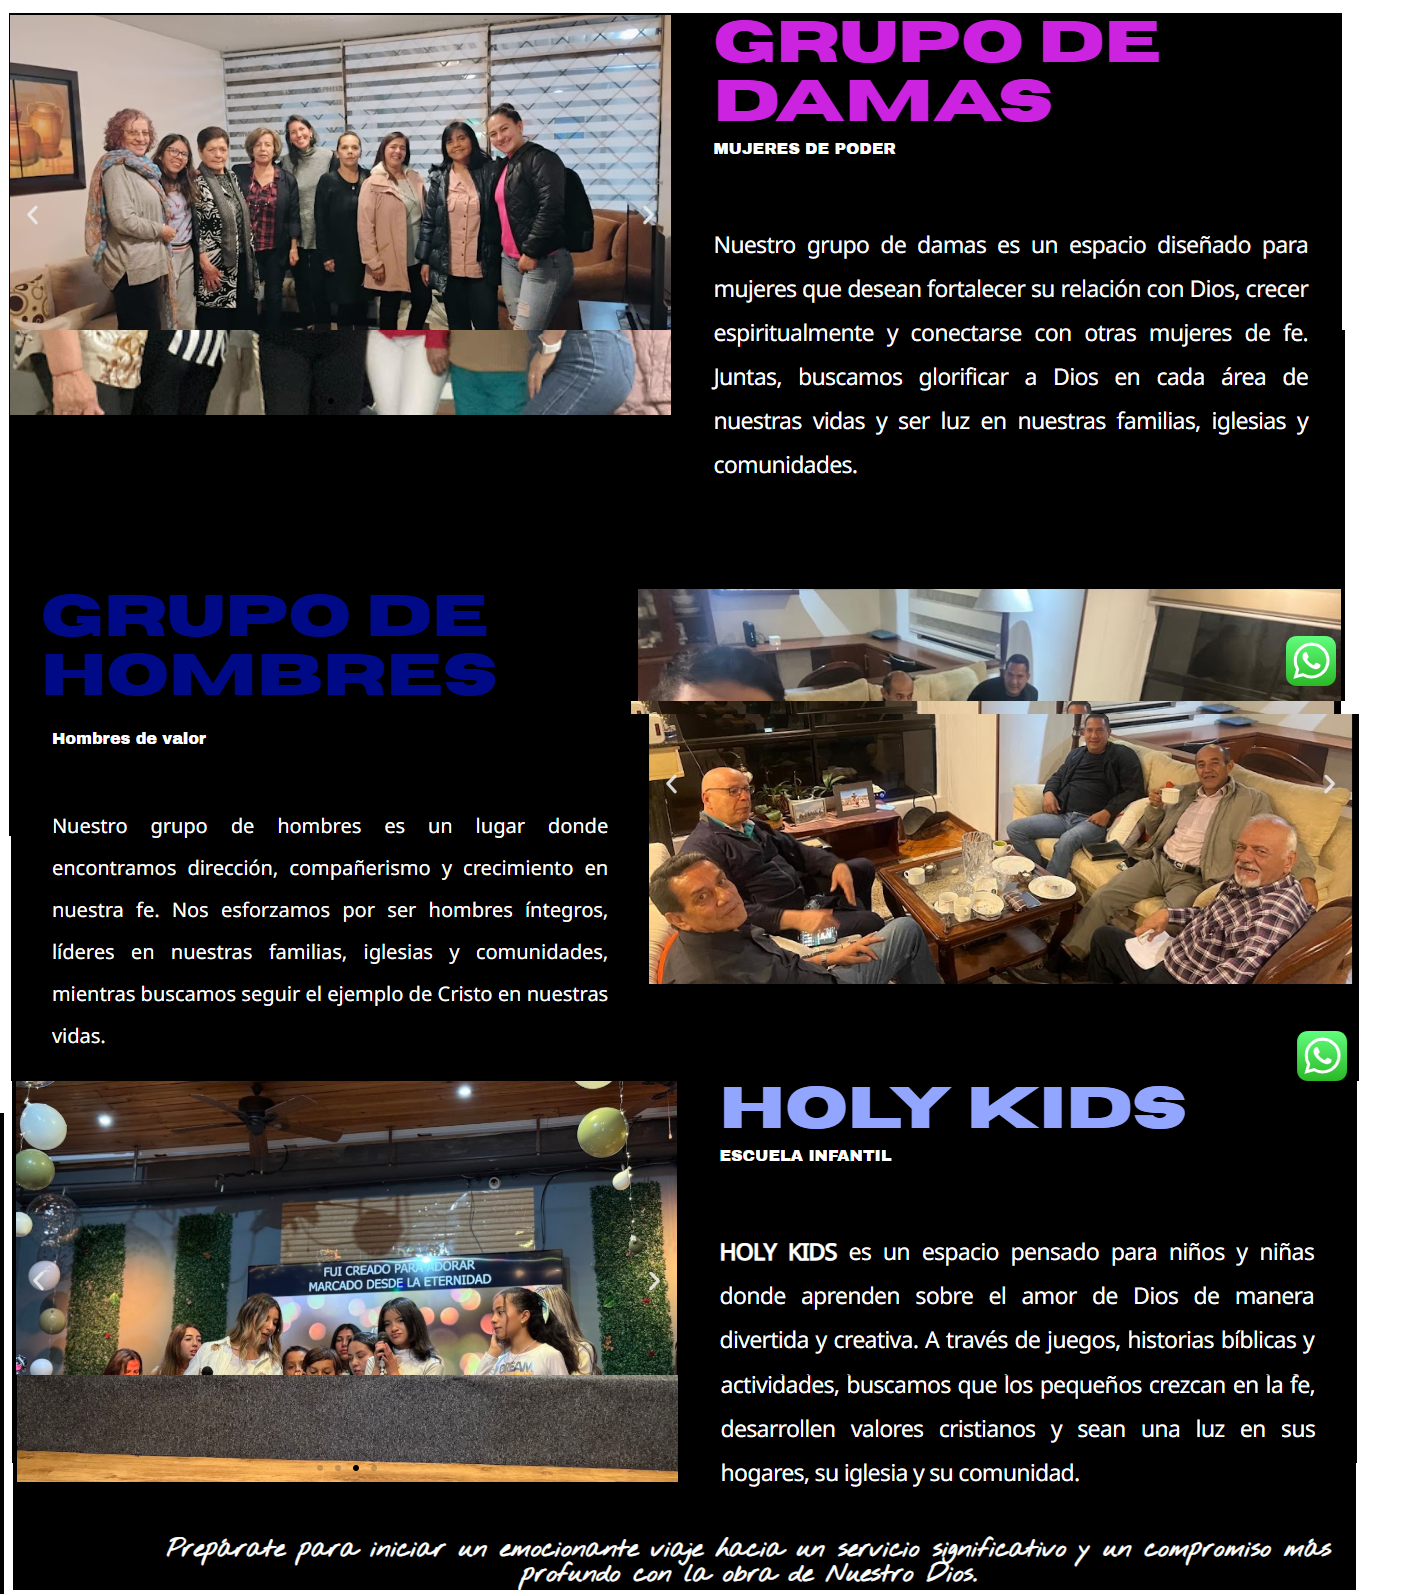 GRUPO DE
DAMAS
MUJERES DE PODER
Nuestro grupo de damas es un espacio diseñado para
mujeres que desean fortalecer su relación con Dios, crecer
espiritualmente y conectarse con otras mujeres de fe.
Juntas, buscamos glorificar a Dios en cada área de
nuestras vidas y ser luz en nuestras familias, iglesias y
comunidades.
GRUPO DE
HOMBRES
Hombres de valor
Nuestro grupo de hombres es un lugar donde
encontramos dirección, compañerismo y crecimiento en
nuestra fe. Nos esforzamos por ser hombres íntegros,
líderes en nuestras familias, iglesias y comunidades,
mientras buscamos seguir el ejemplo de Cristo en nuestras
vidas.
FUI CREADO PARA ADORAR
MARCADO DESDE LA ETERNIDAD
HOLY KIDS
ESCUELA INFANTIL
HOLY KIDS es un espacio pensado para niños y niñas
donde aprenden sobre el amor de Dios de manera
divertida y creativa. A través de juegos, historias bíblicas y
actividades, buscamos que los pequeños crezcan en la fe,
desarrollen valores cristianos y sean una luz en sus
hogares, su iglesia y su comunidad.
Prepárate para iniciar un emocionante viaje hacia un servicio significativo y un compromiso más
profundo con la obra de Nuestro Dios.